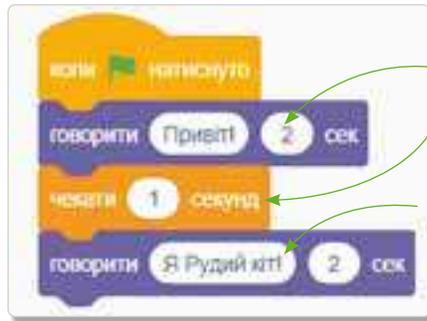 коли натиснуто
говорити Привіт! 2 сек
чекати 1 секунд
говорити Я Рудий кіт! 2 сек